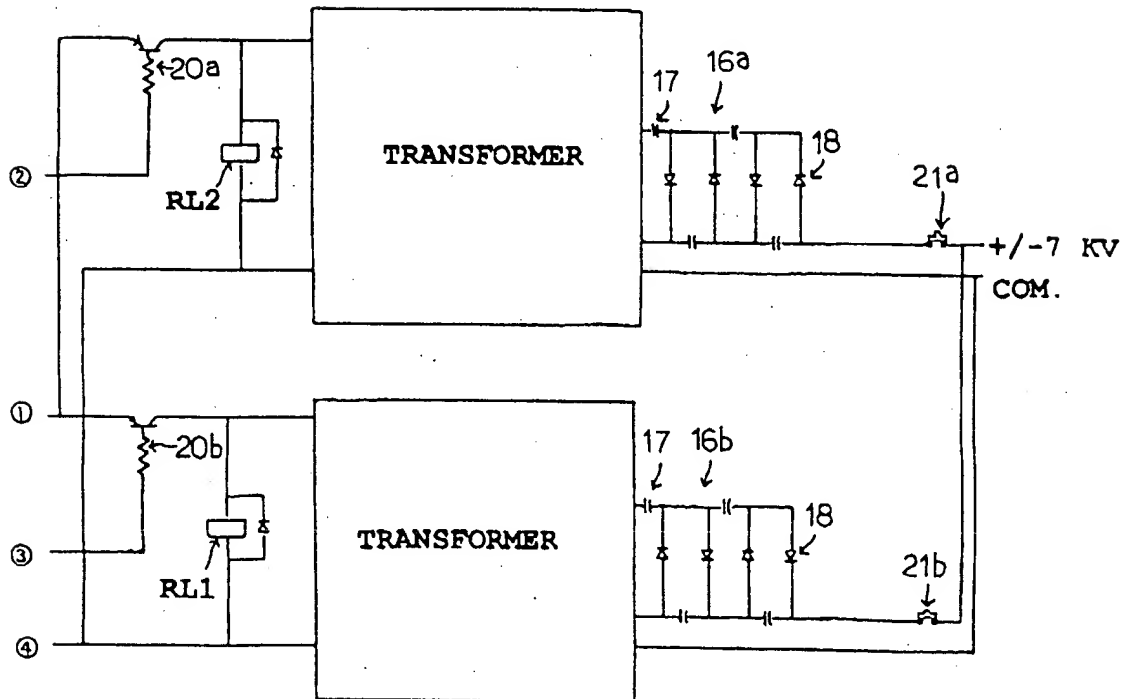 20a
②
RL2
TRANSFORMER
17
16a
18
21a
+/-7 KV
COM.
①
20b
③
RL1
④
TRANSFORMER
17
16b
18
21b